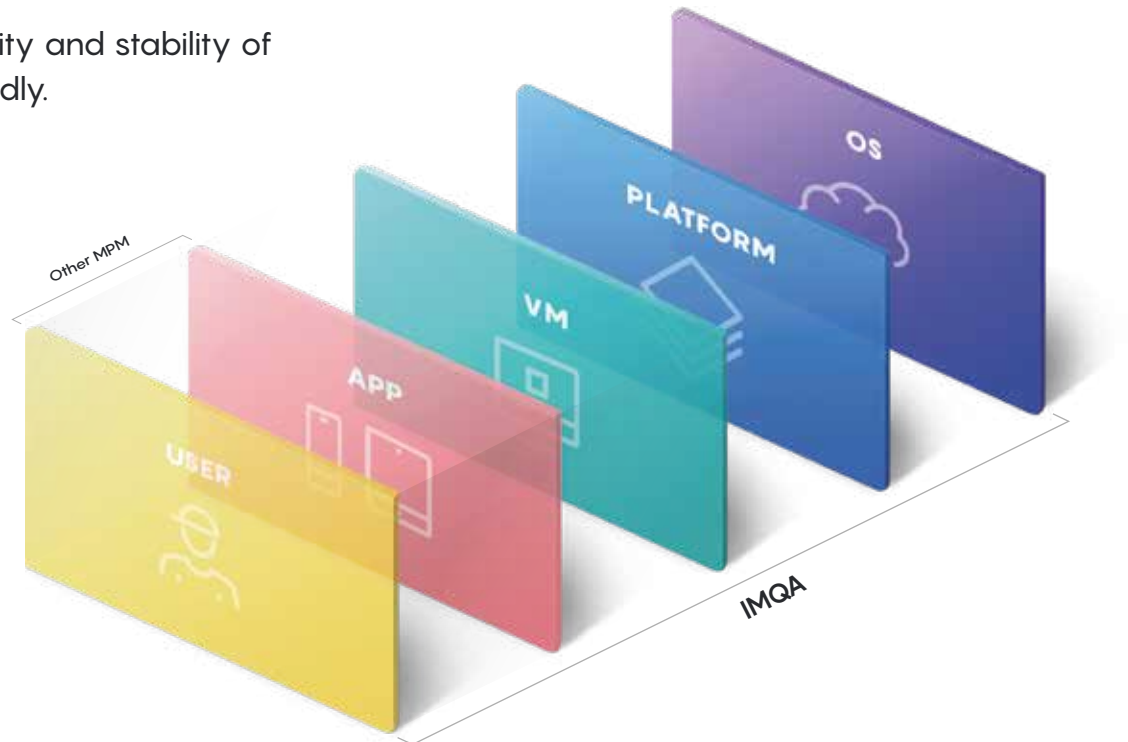 ity and stability of
dly.
OS
PLATFORM
Other MPM
VM
APP
USER
IMQA